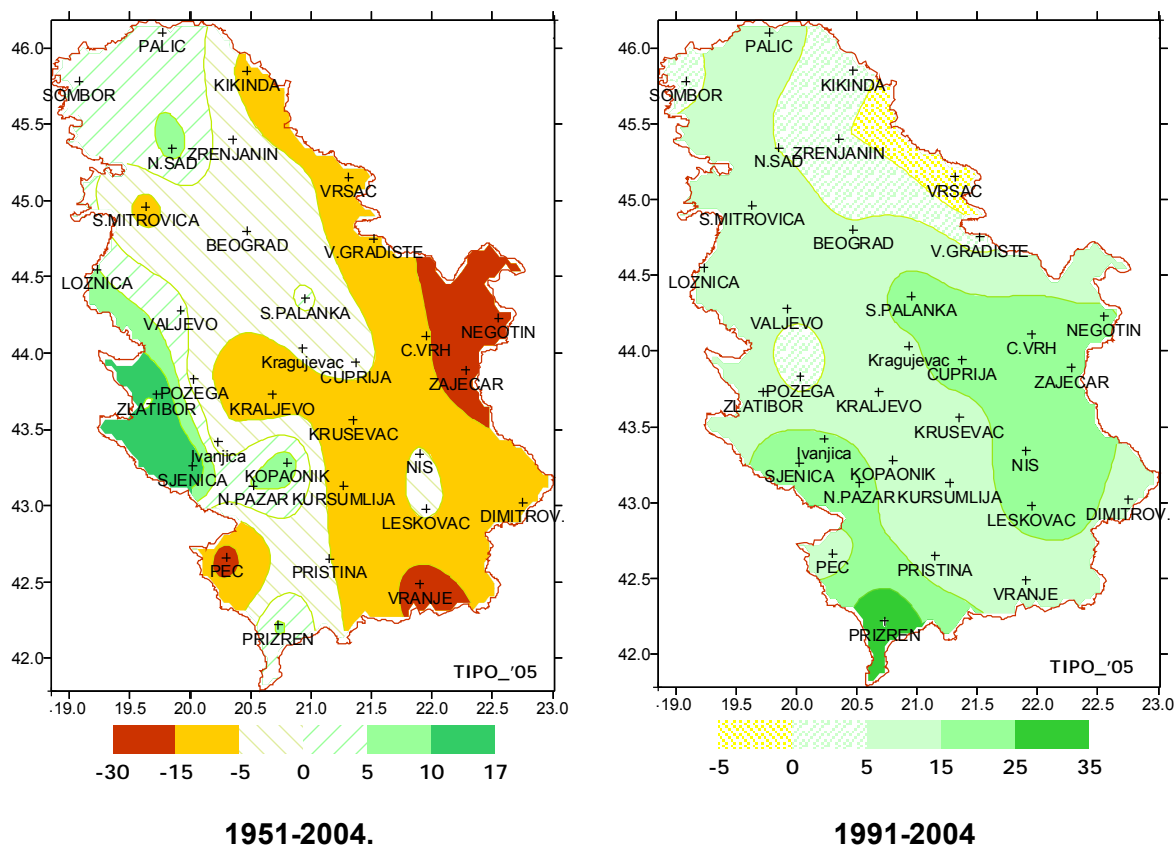 46.0
PALIC
KIKINDA
SOMBOR
45.5
N.SAD
ZRENJANIN
VRSAC
45.0
S.MITROVICA
BEOGRAD
V.GRADISTE
44.5
LOZNICA
S.PALANKA
VALJEVO
NEGOTIN
44.0
Kragujevac
C.VRH
CUPRIJA
ZAJECAR
POZEGA
ZLATIBOR
KRALJEVO
43.5
KRUSEVAC
Ivanjica
NIS
SJENICA
KOPAONIK
N.PAZAR
KURSUMLIJA
43.0
LESKOVAC
DIMITROV.
PEC
PRISTINA
42.5
VRANJE
PRIZREN
42.0
TIPO_'05
19.0 19.5 20.0 20.5 21.0 21.5 22.0 22.5 23.0
-30 -15 -5 0 5 10 17
1951-2004.
46.0
PALIC
KIKINDA
SOMBOR
45.5
N.SAD
ZRENJANIN
VRSAC
45.0
S.MITROVICA
BEOGRAD
V.GRADISTE
44.5
LOZNICA
S.PALANKA
VALJEVO
NEGOTIN
44.0
Kragujevac
C.VRH
CUPRIJA
ZAJECAR
POZEGA
ZLATIBOR
KRALJEVO
43.5
KRUSEVAC
Ivanjica
NIS
SJENICA
KOPAONIK
N.PAZAR
KURSUMLIJA
43.0
LESKOVAC
DIMITROV.
PEC
PRISTINA
42.5
VRANJE
PRIZREN
42.0
TIPO_'05
19.0 19.5 20.0 20.5 21.0 21.5 22.0 22.5 23.0
-5 0 5 15 25 35
1991-2004